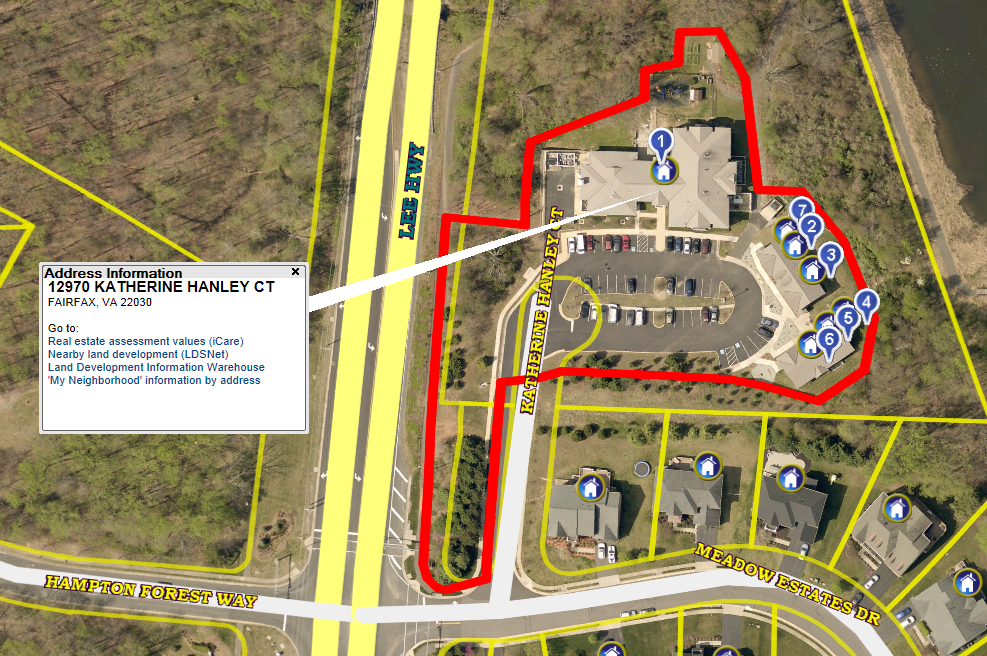 LEE HWY
1
KATHERINE HANLEY CT
7
2
3
4
5
6
Address Information ×
12970 KATHERINE HANLEY CT
FAIRFAX, VA 22030
Go to:
Real estate assessment values (iCare)
Nearby land development (LDSNet)
Land Development Information Warehouse
'My Neighborhood' information by address
KATHERINE HANLEY CT
HAMPTON FOREST WAY
MEADOW ESTATES DR